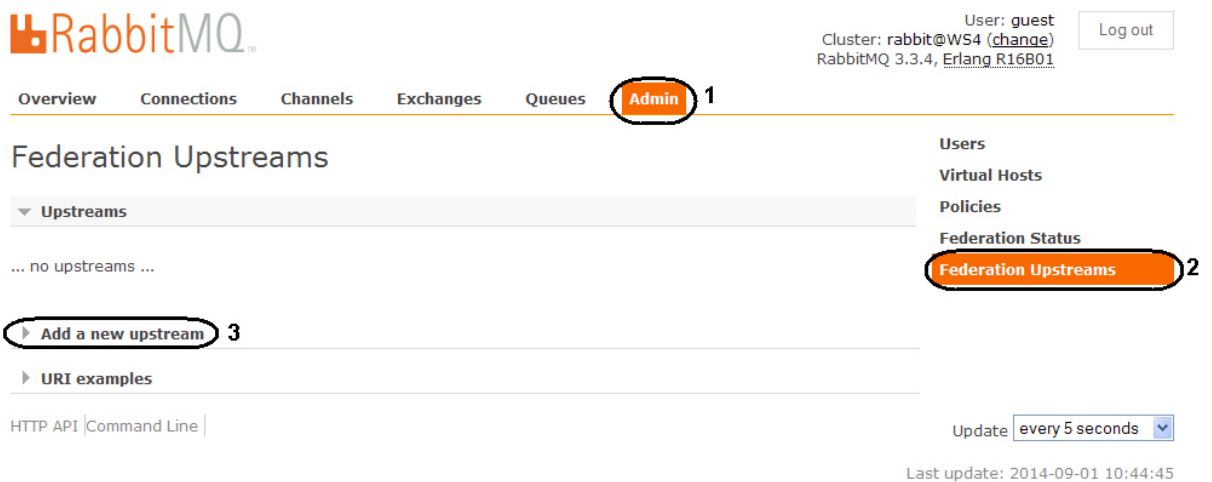 RabbitMQ
User: guest
Cluster: rabbit@WS4 (change)
RabbitMQ 3.3.4, Erlang R16B01
Log out
Overview Connections Channels Exchanges Queues Admin 1
Federation Upstreams
Upstreams
... no upstreams ...
Add a new upstream 3
URI examples
Users
Virtual Hosts
Policies
Federation Status
Federation Upstreams 2
HTTP API Command Line
Update every 5 seconds
Last update: 2014-09-01 10:44:45